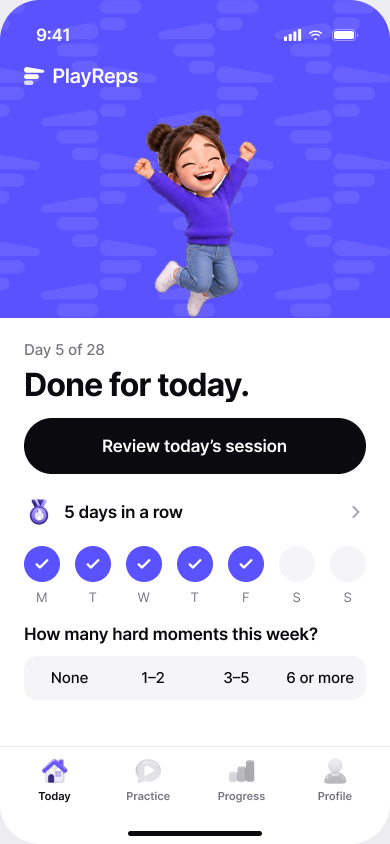 9:41
PlayReps
Day 5 of 28
Done for today.
Review today’s session
5 days in a row
M T W T F S S
How many hard moments this week?
None 1–2 3–5 6 or more
Today Practice Progress Profile